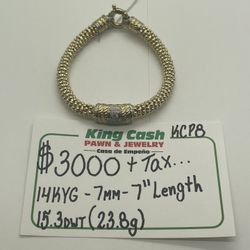 King Cash KCPB
PAWN & JEWELRY
Casa de Empeño
$3000 + Tax...
14KYG - 7mm - 7" Length
15.3DWT (23.8g)